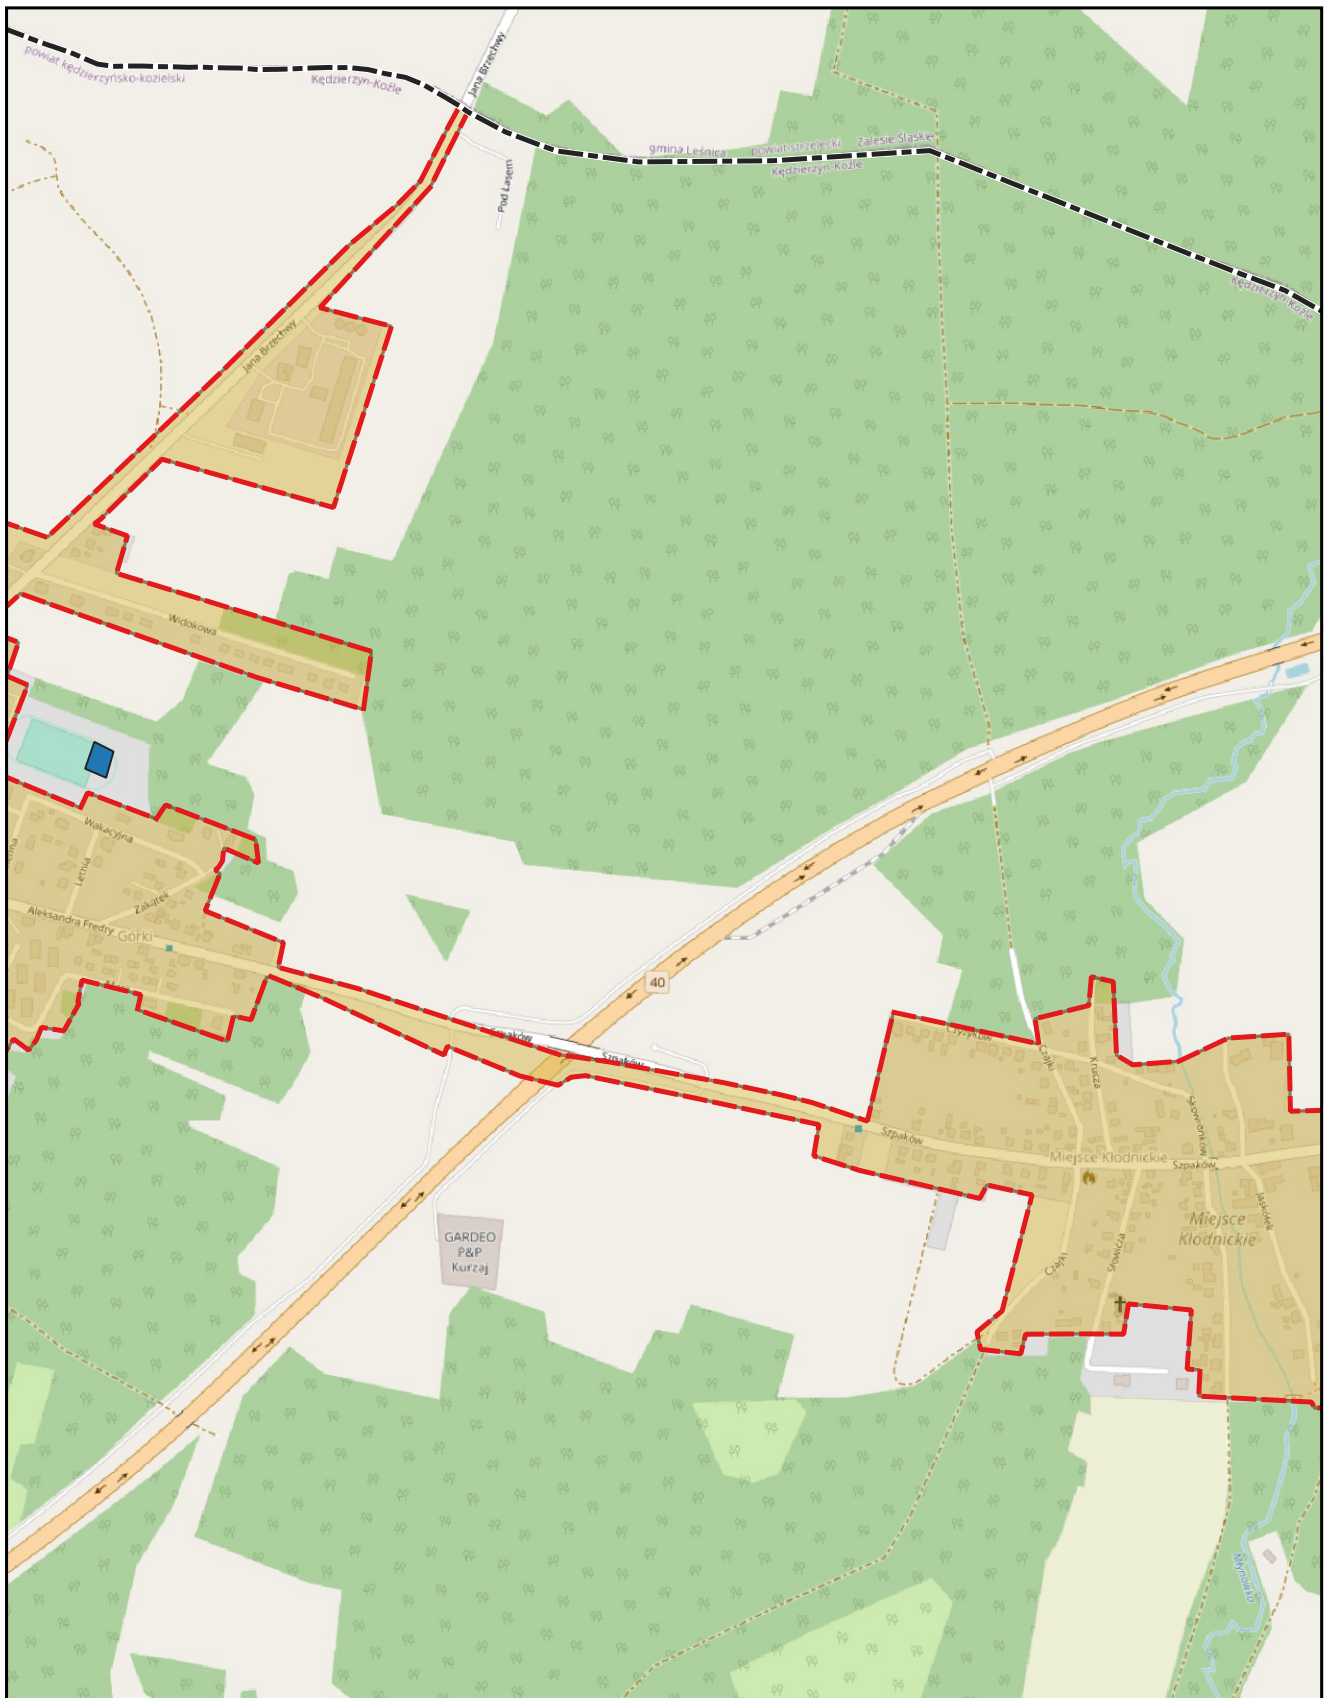 Jana Brzechwy
powiat kędzierzyńsko-kozielski
Kędzierzyn-Koźle
gmina Leśnica
powiat strzelecki
Zalesie Śląskie
Kędzierzyn-Koźle
Pod Lasem
Kędzierzyn-Koźle
Jana Brzechwy
Widokowa
Wakacyjna
Letnia
Zakątek
Aleksandra Fredry
Górki
40
Szpaków
Szpaków
Czyżyków
Czajki
Krucza
Skowronków
Szpaków
Miejsce Kłodnickie
Szpaków
Jaskółek
Miejsce
Kłodnickie
Słowicza
Czajki
GARDEO
P&P
Kurzaj
Młynówka